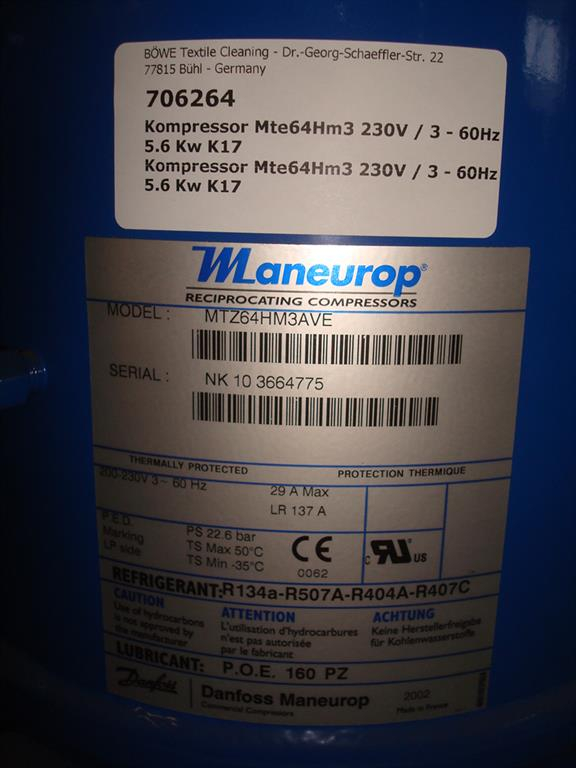 BÖWE Textile Cleaning - Dr.-Georg-Schaeffler-Str. 22
77815 Bühl - Germany
706264
Kompressor Mte64Hm3 230V / 3 - 60Hz
5.6 Kw K17
Kompressor Mte64Hm3 230V / 3 - 60Hz
5.6 Kw K17
Maneurop®
RECIPROCATING COMPRESSORS
MODEL : MTZ64HM3AVE
SERIAL : NK 10 3664775
THERMALLY PROTECTED PROTECTION THERMIQUE
200-230V 3~ 60 Hz 29 A Max
LR 137 A
P.E.D. PS 22.6 bar
Marking TS Max 50°C
LP side TS Min -35°C
CE
0062
c RU US
REFRIGERANT: R134a-R507A-R404A-R407C
CAUTION ATTENTION ACHTUNG
Use of hydrocarbons L'utilisation d'hydrocarbures Keine Herstellerfreigabe
is not approved by n'est pas autorisée für Kohlenwasserstoffe
the manufacturer par le fabricant
LUBRICANT: P.O.E. 160 PZ
Danfoss Danfoss Maneurop 2002
Commercial Compressors Made in France